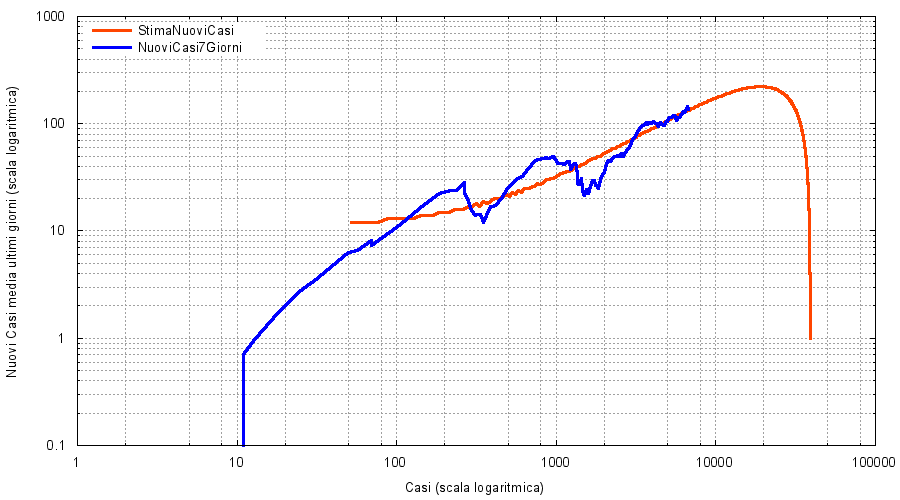 1000
StimaNuoviCasi
NuoviCasi7Giorni
100
10
1
0.1
Nuovi Casi media ultimi giorni (scala logaritmica)
1 10 100 1000 10000 100000
Casi (scala logaritmica)